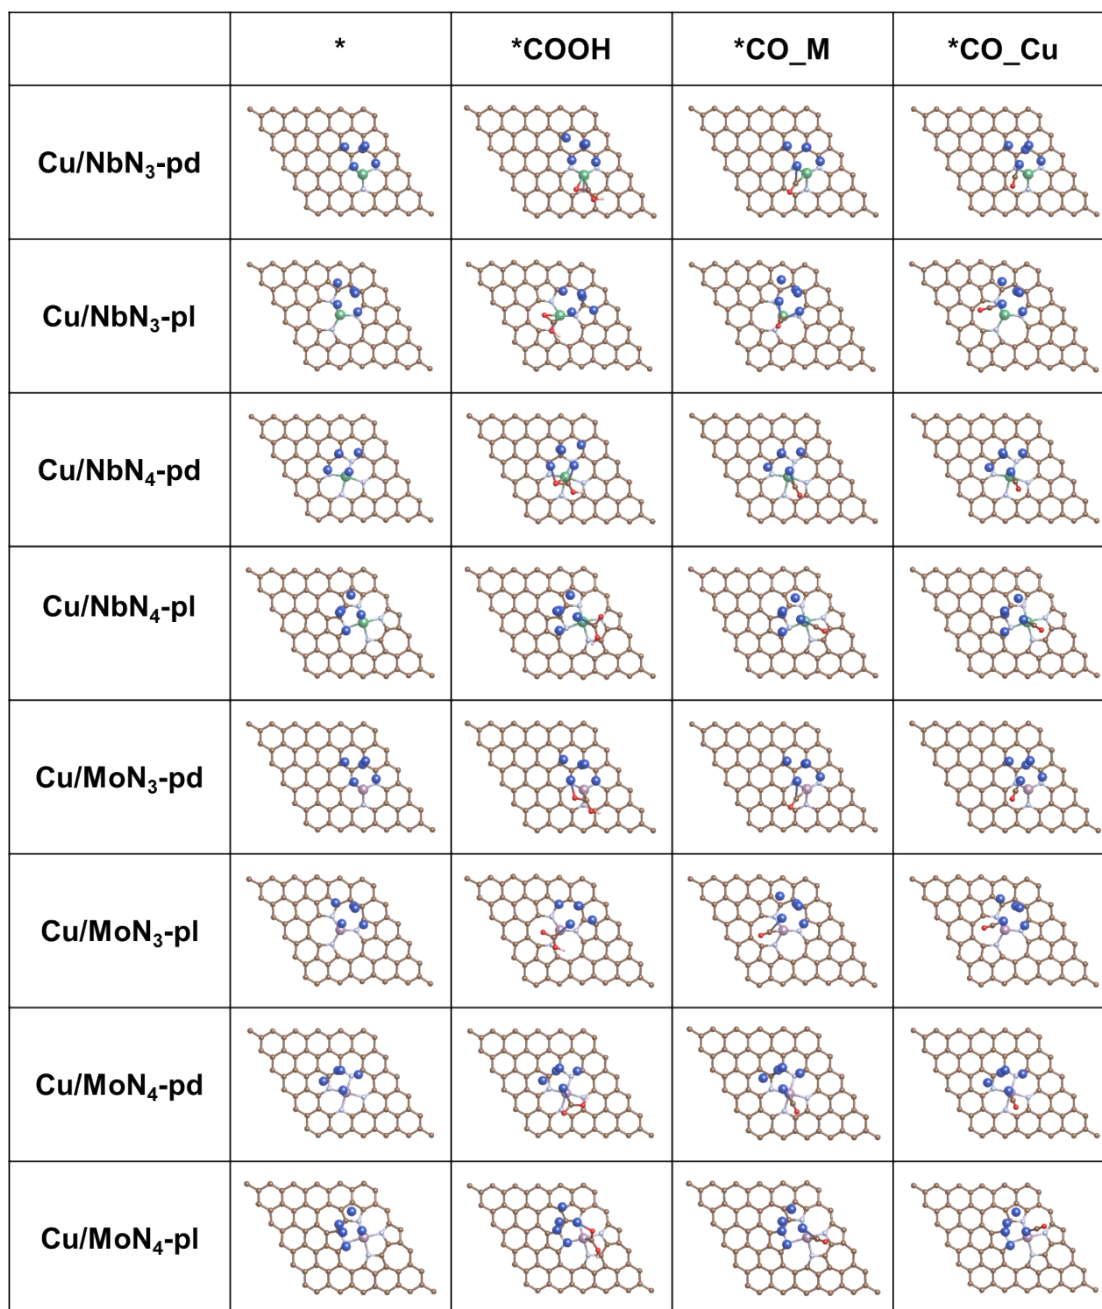 * *COOH *CO_M *CO_Cu
Cu/NbN₃-pd
Cu/NbN₃-pl
Cu/NbN₄-pd
Cu/NbN₄-pl
Cu/MoN₃-pd
Cu/MoN₃-pl
Cu/MoN₄-pd
Cu/MoN₄-pl